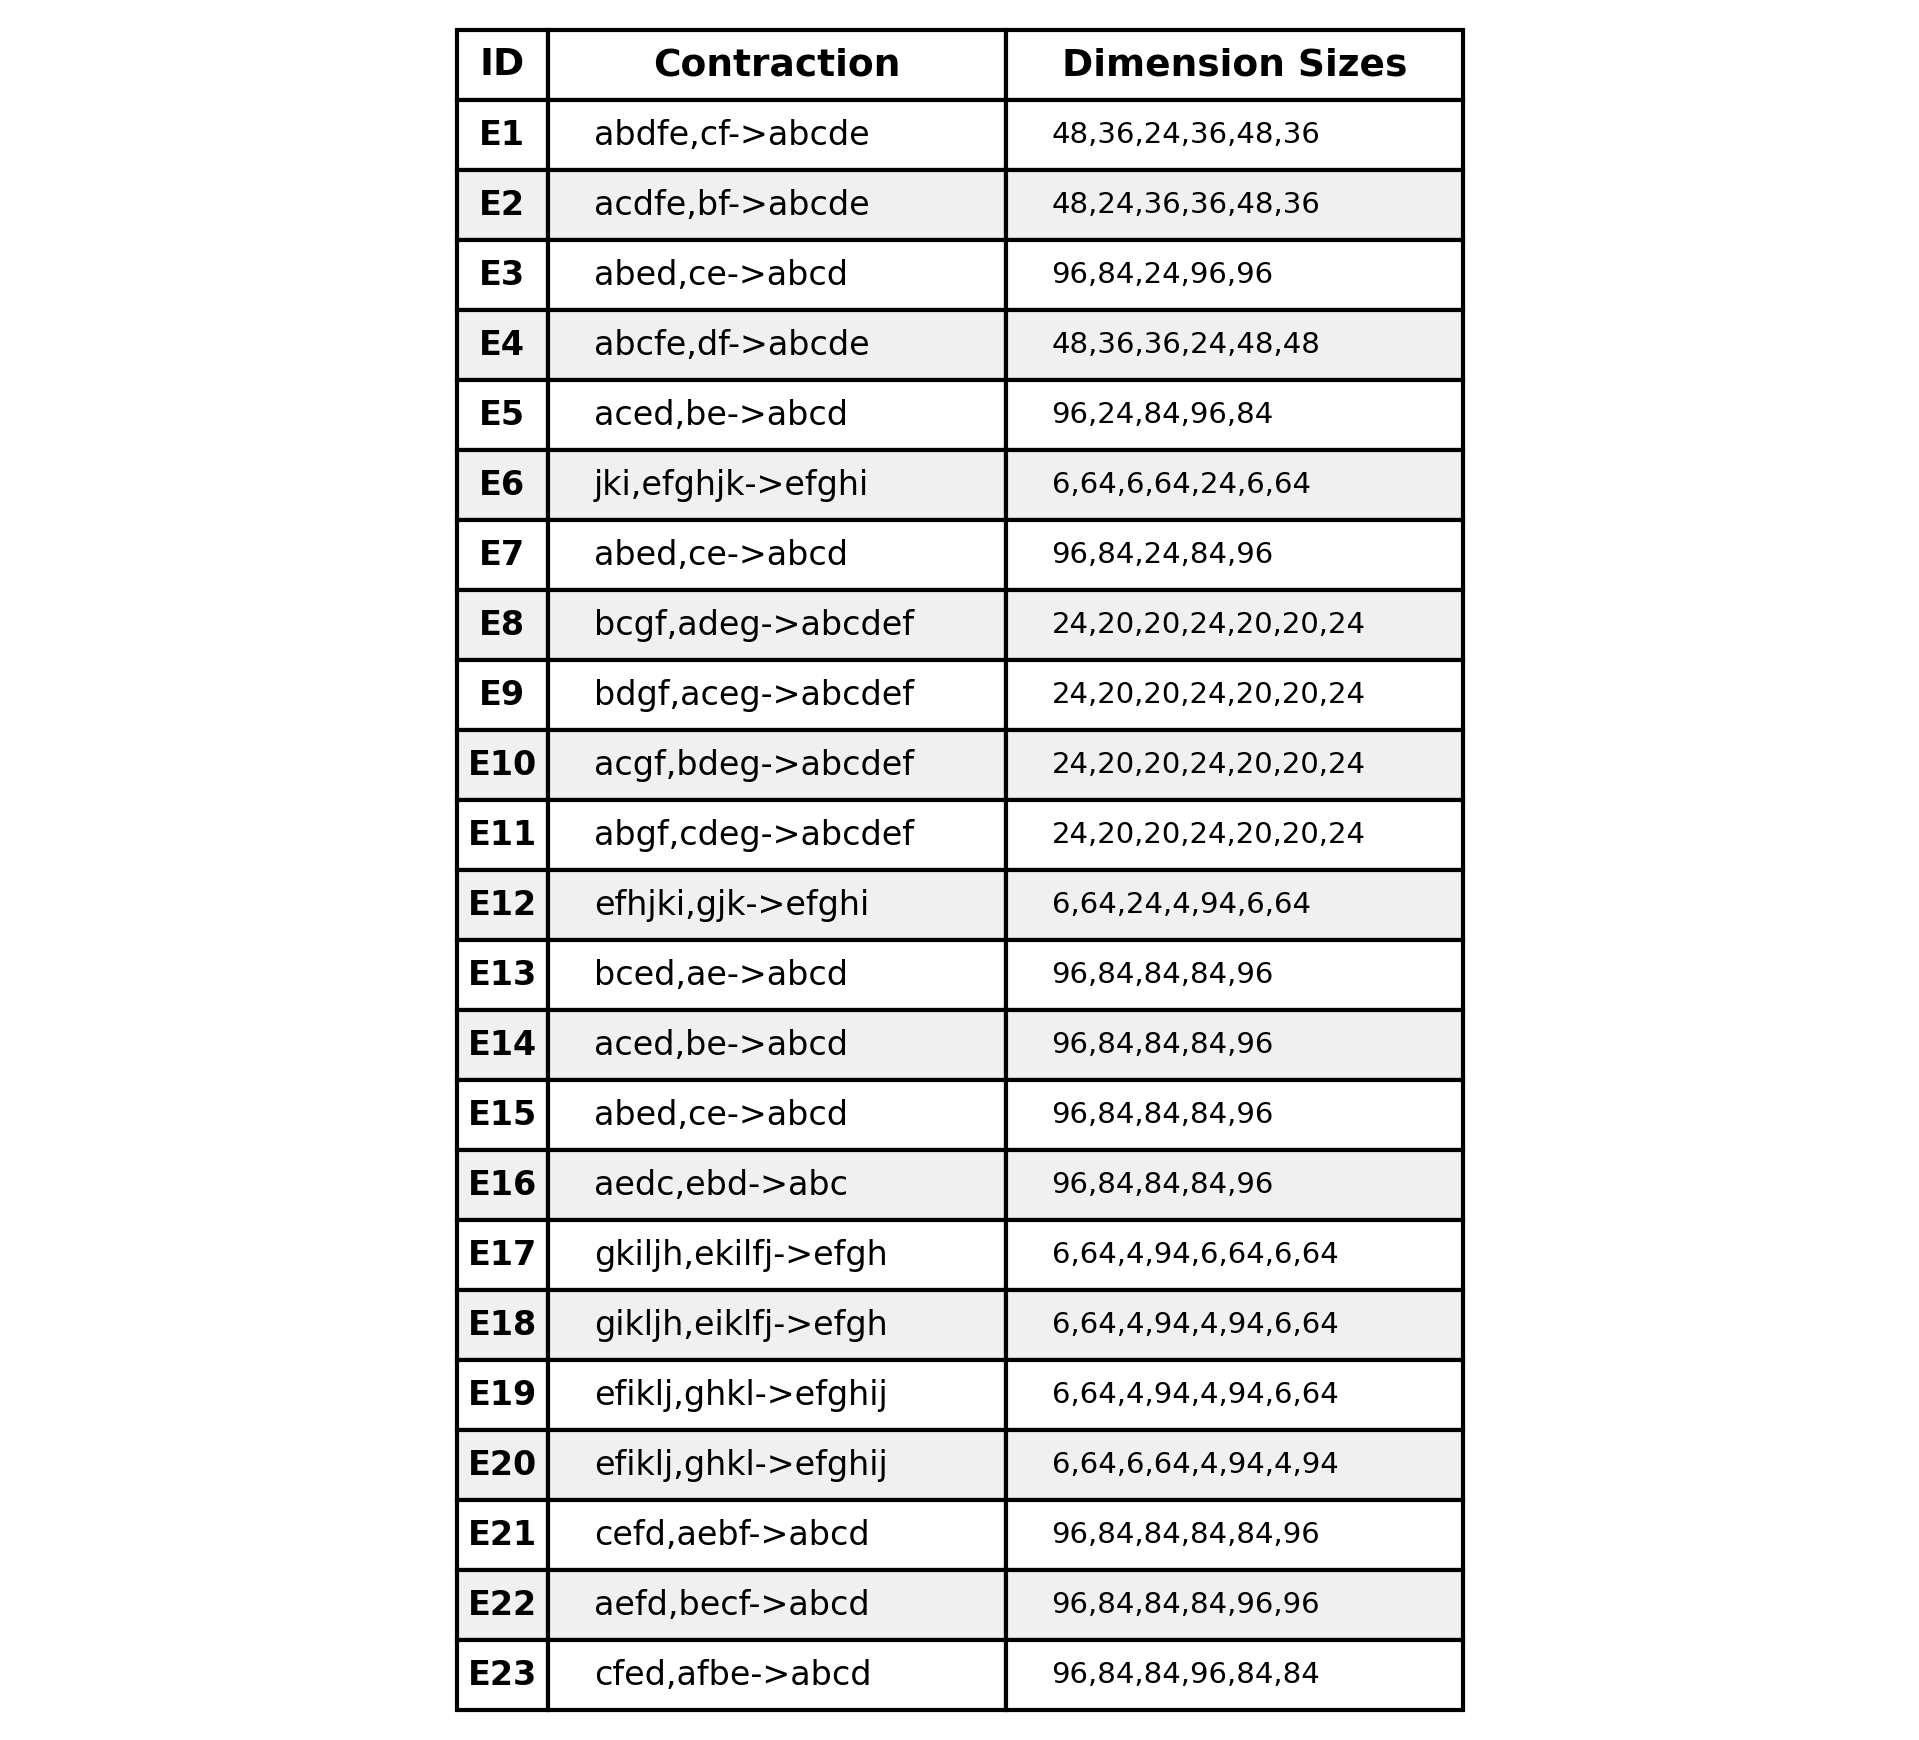 ID Contraction Dimension Sizes
E1 abdfe,cf->abcde 48,36,24,36,48,36
E2 acdfe,bf->abcde 48,24,36,36,48,36
E3 abed,ce->abcd 96,84,24,96,96
E4 abcfe,df->abcde 48,36,36,24,48,48
E5 aced,be->abcd 96,24,84,96,84
E6 jki,efghjk->efghi 6,64,6,64,24,6,64
E7 abed,ce->abcd 96,84,24,84,96
E8 bcgf,adeg->abcdef 24,20,20,24,20,20,24
E9 bdgf,aceg->abcdef 24,20,20,24,20,20,24
E10 acgf,bdeg->abcdef 24,20,20,24,20,20,24
E11 abgf,cdeg->abcdef 24,20,20,24,20,20,24
E12 efhjki,gjk->efghi 6,64,24,4,94,6,64
E13 bced,ae->abcd 96,84,84,84,96
E14 aced,be->abcd 96,84,84,84,96
E15 abed,ce->abcd 96,84,84,84,96
E16 aedc,ebd->abc 96,84,84,84,96
E17 gkiljh,ekilfj->efgh 6,64,4,94,6,64,6,64
E18 gikljh,eiklfj->efgh 6,64,4,94,4,94,6,64
E19 efiklj,ghkl->efghij 6,64,4,94,4,94,6,64
E20 efiklj,ghkl->efghij 6,64,6,64,4,94,4,94
E21 cefd,aebf->abcd 96,84,84,84,84,96
E22 aefd,becf->abcd 96,84,84,84,96,96
E23 cfed,afbe->abcd 96,84,84,96,84,84